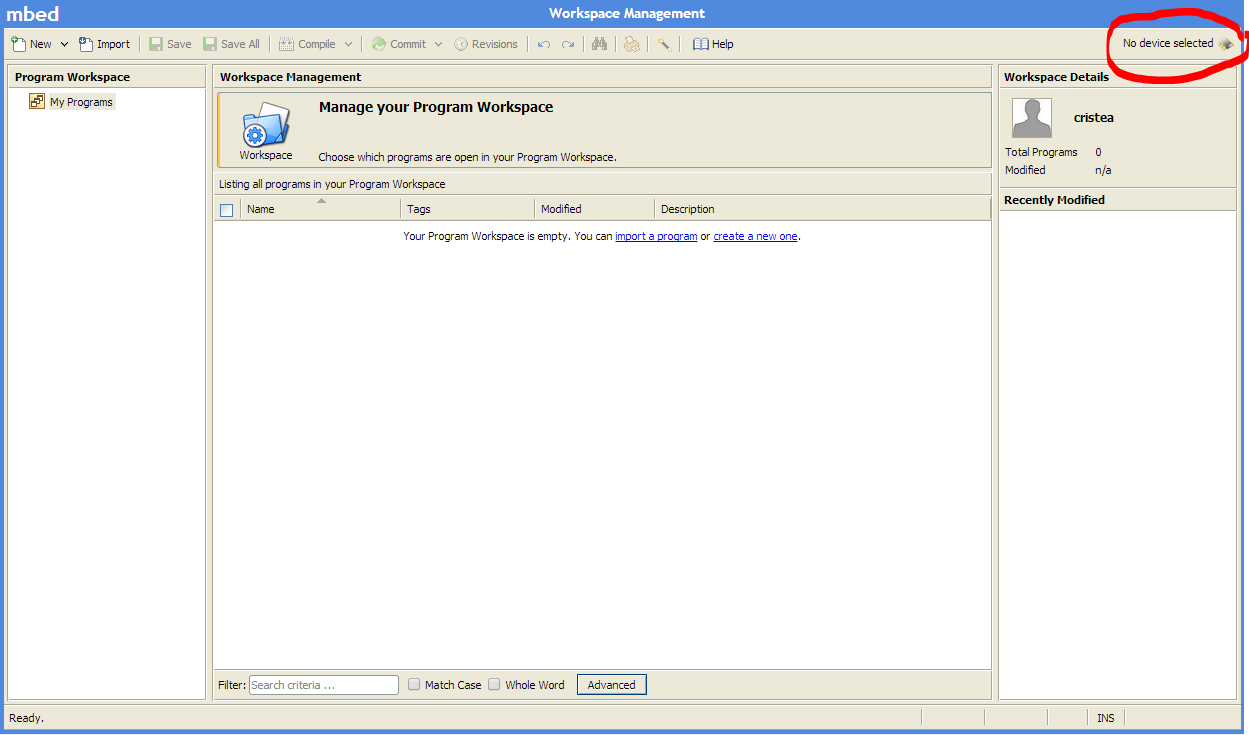 mbed
Workspace Management
New Import Save Save All Compile Commit Revisions Help No device selected
Program Workspace
My Programs
Workspace Management
Manage your Program Workspace
Workspace
Choose which programs are open in your Program Workspace.
Listing all programs in your Program Workspace
Name Tags Modified Description
Your Program Workspace is empty. You can import a program or create a new one.
Filter: Search criteria ... Match Case Whole Word Advanced
Workspace Details
cristea
Total Programs 0
Modified n/a
Recently Modified
Ready. INS